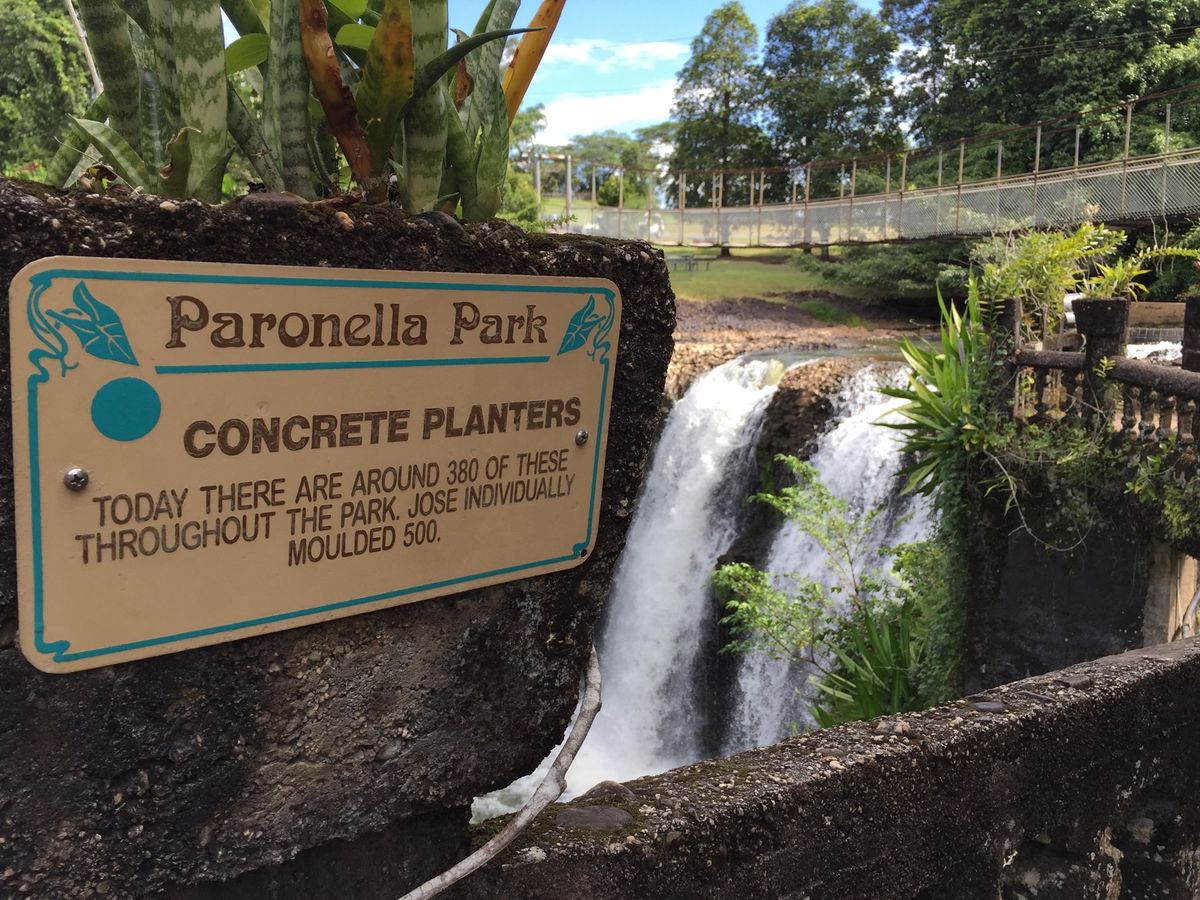 Paronella Park
CONCRETE PLANTERS
TODAY THERE ARE AROUND 380 OF THESE
THROUGHOUT THE PARK. JOSE INDIVIDUALLY
MOULDED 500.